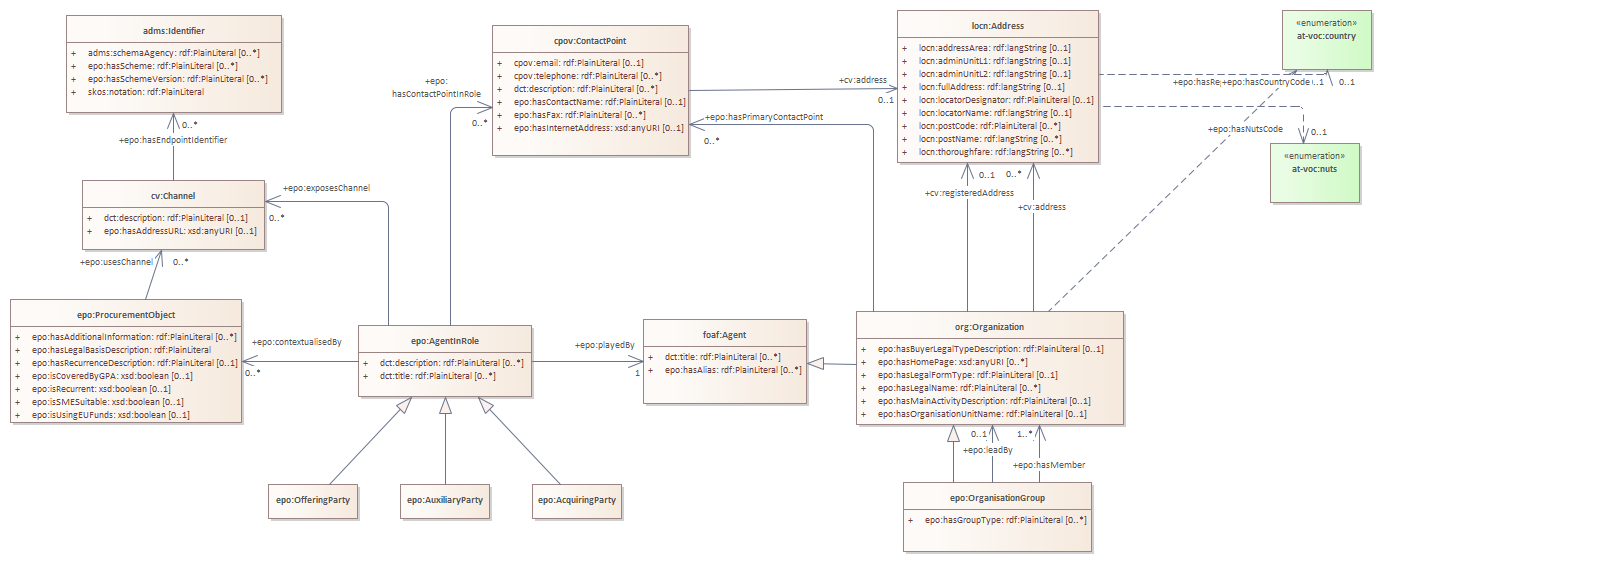 adms:Identifier
+ adms:schemaAgency: rdf:PlainLiteral [0..*]
+ epo:hasScheme: rdf:PlainLiteral [0..*]
+ epo:hasSchemeVersion: rdf:PlainLiteral [0..*]
+ skos:notation: rdf:PlainLiteral
0..*
+epo:hasEndpointIdentifier
cv:Channel
+ dct:description: rdf:PlainLiteral [0..1]
+ epo:hasAddressURL: xsd:anyURI [0..1]
+epo:exposesChannel
0..*
+epo:usesChannel
0..*
epo:ProcurementObject
+ epo:hasAdditionalInformation: rdf:PlainLiteral [0..*]
+ epo:hasLegalBasisDescription: rdf:PlainLiteral
+ epo:hasRecurrenceDescription: rdf:PlainLiteral [0..1]
+ epo:isCoveredByGPA: xsd:boolean [0..1]
+ epo:isRecurrent: xsd:boolean [0..1]
+ epo:isSMESuitable: xsd:boolean [0..1]
+ epo:isUsingEUFunds: xsd:boolean [0..1]
+epo:contextualisedBy
0..*
epo:AgentInRole
+ dct:description: rdf:PlainLiteral [0..*]
+ dct:title: rdf:PlainLiteral [0..*]
epo:OfferingParty
epo:AuxiliaryParty
epo:AcquiringParty
+epo:
hasContactPointInRole
0..*
cpov:ContactPoint
+ cpov:email: rdf:PlainLiteral [0..1]
+ cpov:telephone: rdf:PlainLiteral [0..*]
+ dct:description: rdf:PlainLiteral [0..*]
+ epo:hasContactName: rdf:PlainLiteral [0..1]
+ epo:hasFax: rdf:PlainLiteral [0..*]
+ epo:hasInternetAddress: xsd:anyURI [0..1]
+cv:address
0..1
+epo:hasPrimaryContactPoint
0..*
+epo:playedBy
1
foaf:Agent
+ dct:title: rdf:PlainLiteral [0..*]
+ epo:hasAlias: rdf:PlainLiteral [0..*]
locn:Address
+ locn:addressArea: rdf:langString [0..1]
+ locn:adminUnitL1: rdf:langString [0..1]
+ locn:adminUnitL2: rdf:langString [0..1]
+ locn:fullAddress: rdf:langString [0..1]
+ locn:locatorDesignator: rdf:PlainLiteral [0..1]
+ locn:locatorName: rdf:langString [0..1]
+ locn:postCode: rdf:PlainLiteral [0..*]
+ locn:postName: rdf:langString [0..1]
+ locn:thoroughfare: rdf:langString [0..*]
0..1
+cv:registeredAddress
0..*
+cv:address
org:Organization
+ epo:hasBuyerLegalTypeDescription: rdf:PlainLiteral [0..1]
+ epo:hasHomePage: xsd:anyURI [0..*]
+ epo:hasLegalFormType: rdf:PlainLiteral [0..1]
+ epo:hasLegalName: rdf:PlainLiteral [0..*]
+ epo:hasMainActivityDescription: rdf:PlainLiteral [0..1]
+ epo:hasOrganisationUnitName: rdf:PlainLiteral [0..1]
0..1
+epo:leadBy
1..*
+epo:hasMember
epo:OrganisationGroup
+ epo:hasGroupType: rdf:PlainLiteral [0..*]
«enumeration»
at-voc:country
+epo:hasCountryCode
0..1
+epo:hasNutsCode
0..1
«enumeration»
at-voc:nuts